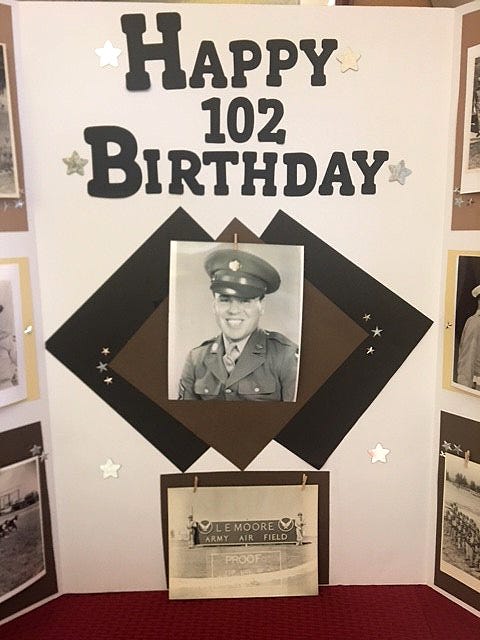 HAPPY
102
BIRTHDAY
LEMOORE
ARMY AIR FIELD
PROOF